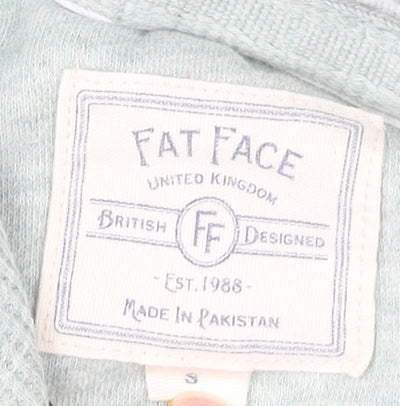 FAT FACE
UNITED KINGDOM
BRITISH FF DESIGNED
- EST. 1988 -
MADE IN PAKISTAN
S